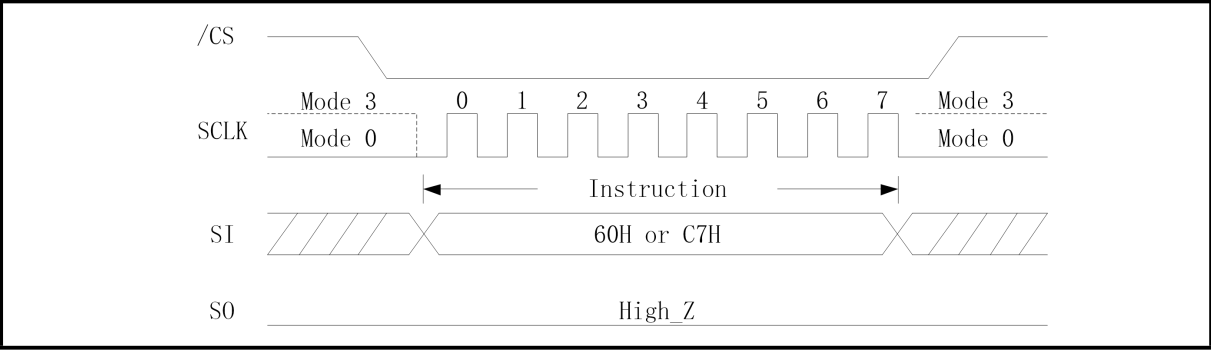 /CS
Mode 3 0 1 2 3 4 5 6 7 Mode 3
SCLK
Mode 0 Mode 0
Instruction
SI 60H or C7H
SO High_Z